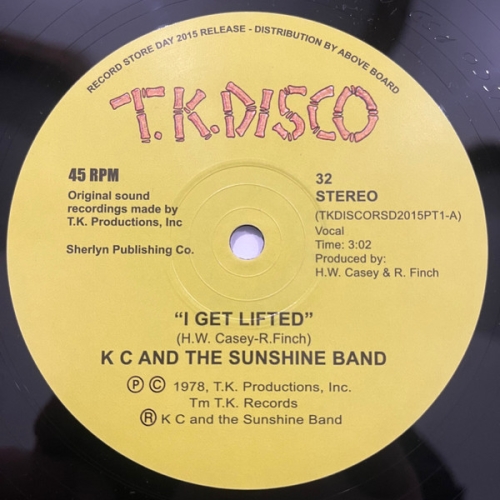 RECORD STORE DAY 2015 RELEASE - DISTRIBUTION BY ABOVE BOARD
T.K.DISCO
45 RPM
Original sound
recordings made by
T.K. Productions, Inc
Sherlyn Publishing Co.
32
STEREO
(TKDISCORSD2015PT1-A)
Vocal
Time: 3:02
Produced by:
H.W. Casey & R. Finch
“I GET LIFTED”
(H.W. Casey-R.Finch)
K C AND THE SUNSHINE BAND
Ⓟ © 1978, T.K. Productions, Inc.
Tm T.K. Records
® K C and the Sunshine Band